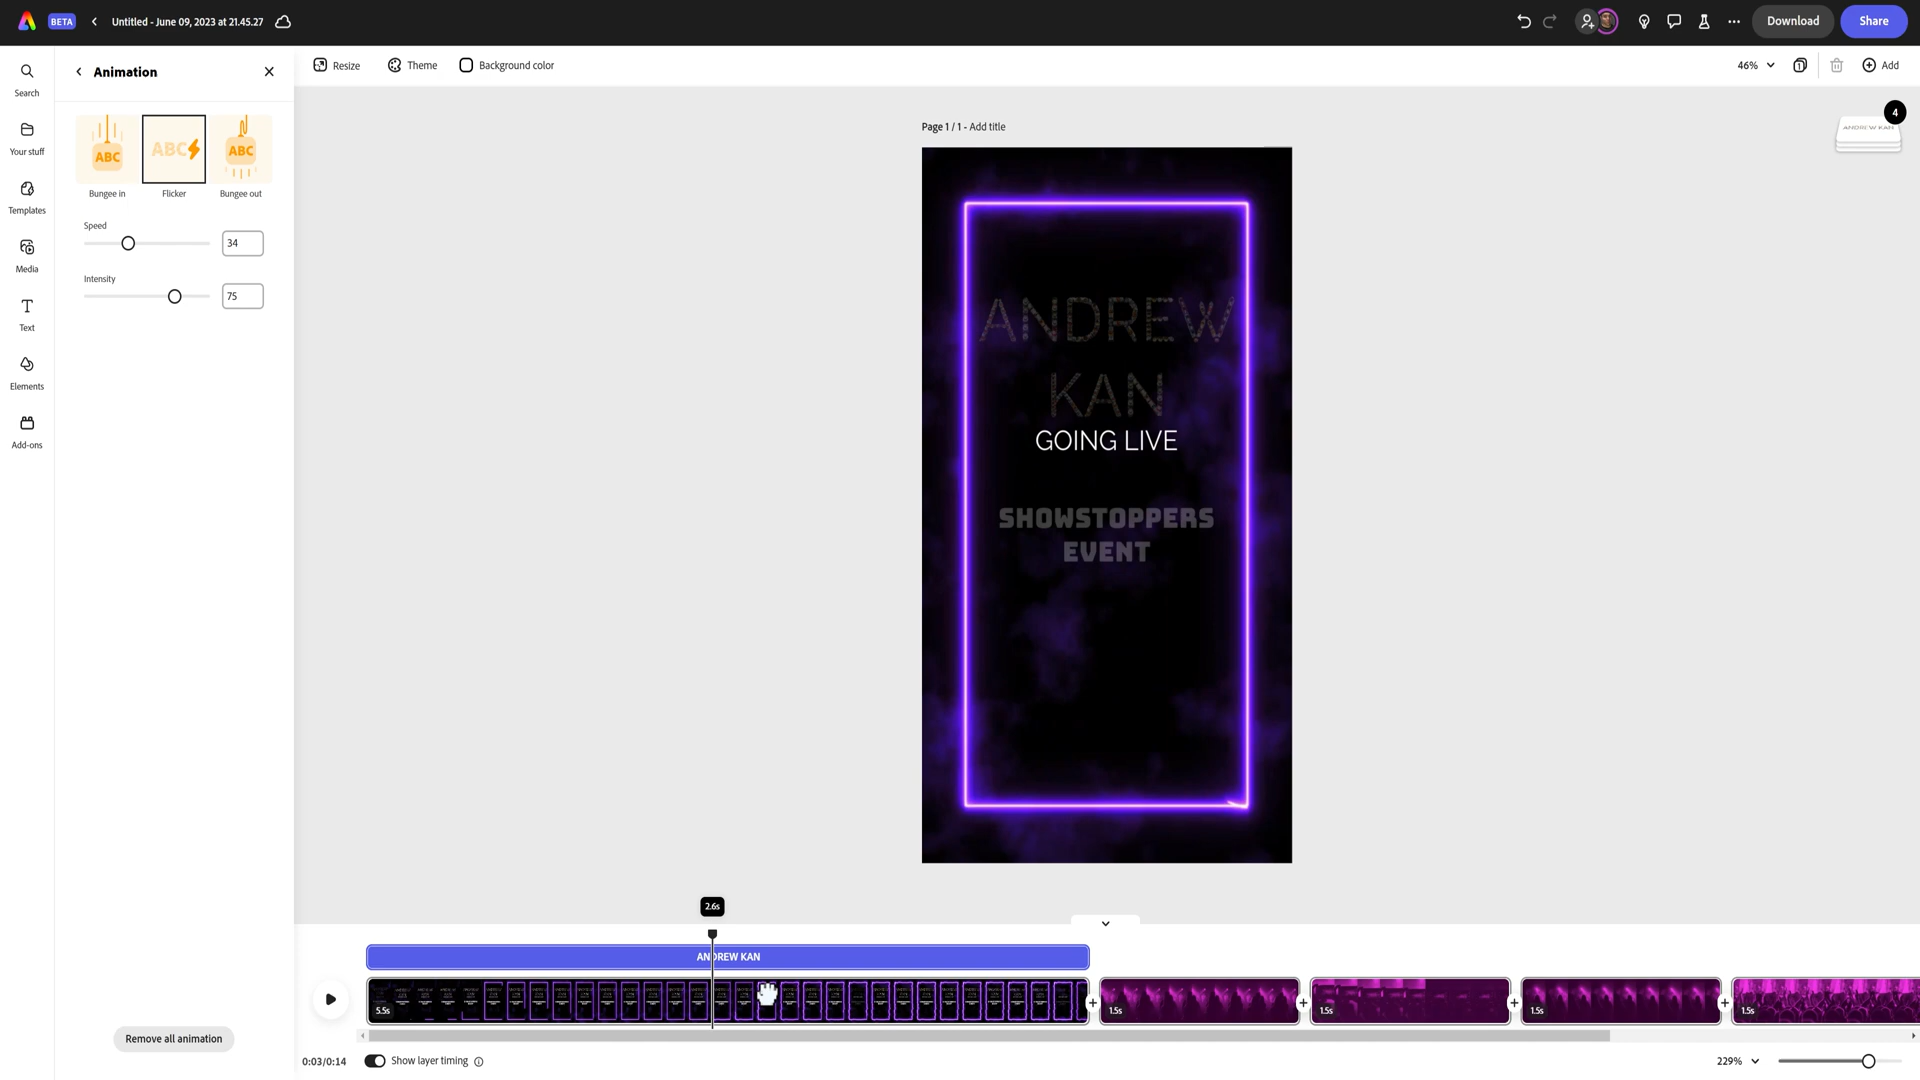 BETA
Untitled - June 09, 2023 at 21.45.27
Download
Share
Search
Your stuff
Templates
Media
Text
Elements
Add-ons
Animation
ABC
ABC
ABC
Bungee in
Flicker
Bungee out
Speed
34
Intensity
75
Remove all animation
Resize
Theme
Background color
46%
1
Add
Page 1 / 1 - Add title
4
ANDREW KAN
ANDREW
KAN
GOING LIVE
SHOWSTOPPERS
EVENT
2.6s
ANDREW KAN
5.5s
1.5s
1.5s
1.5s
1.5s
0:03/0:14
Show layer timing
229%